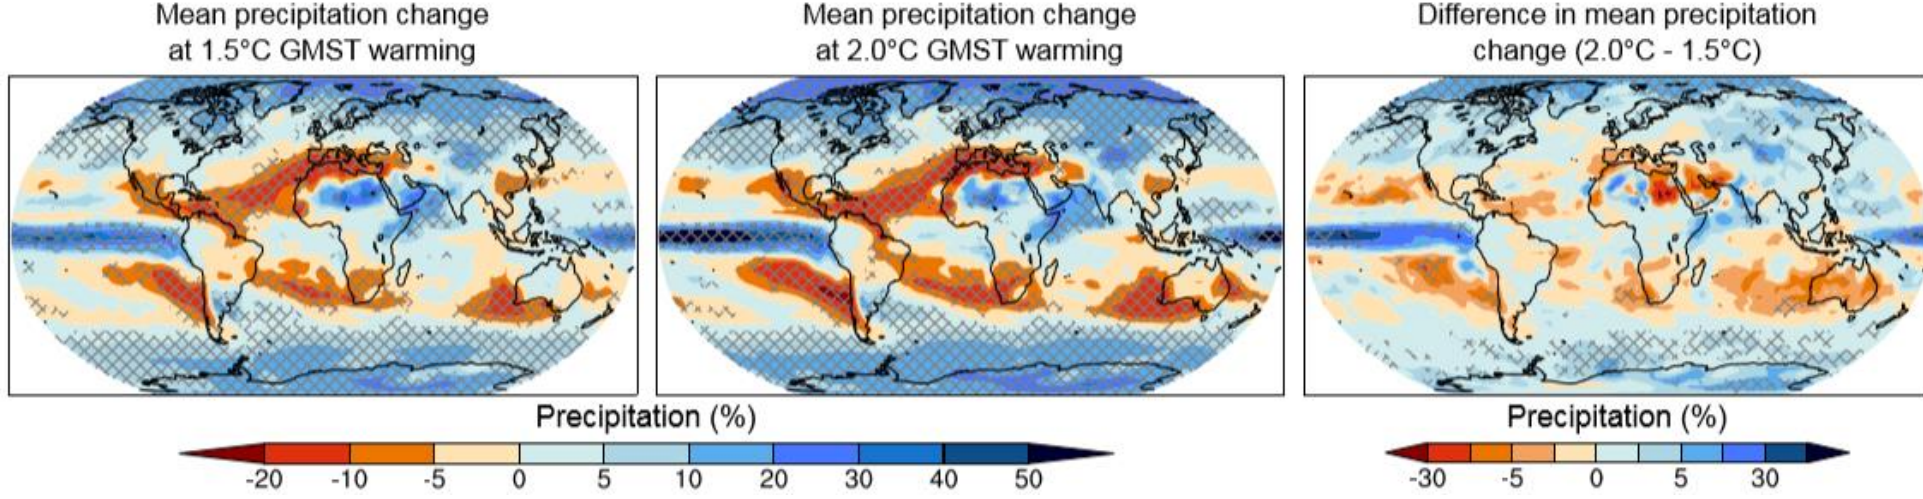 Mean precipitation change
at 1.5°C GMST warming
Mean precipitation change
at 2.0°C GMST warming
Difference in mean precipitation
change (2.0°C - 1.5°C)
Precipitation (%)
-20 -10 -5 0 5 10 20 30 40 50
Precipitation (%)
-30 -5 0 5 30